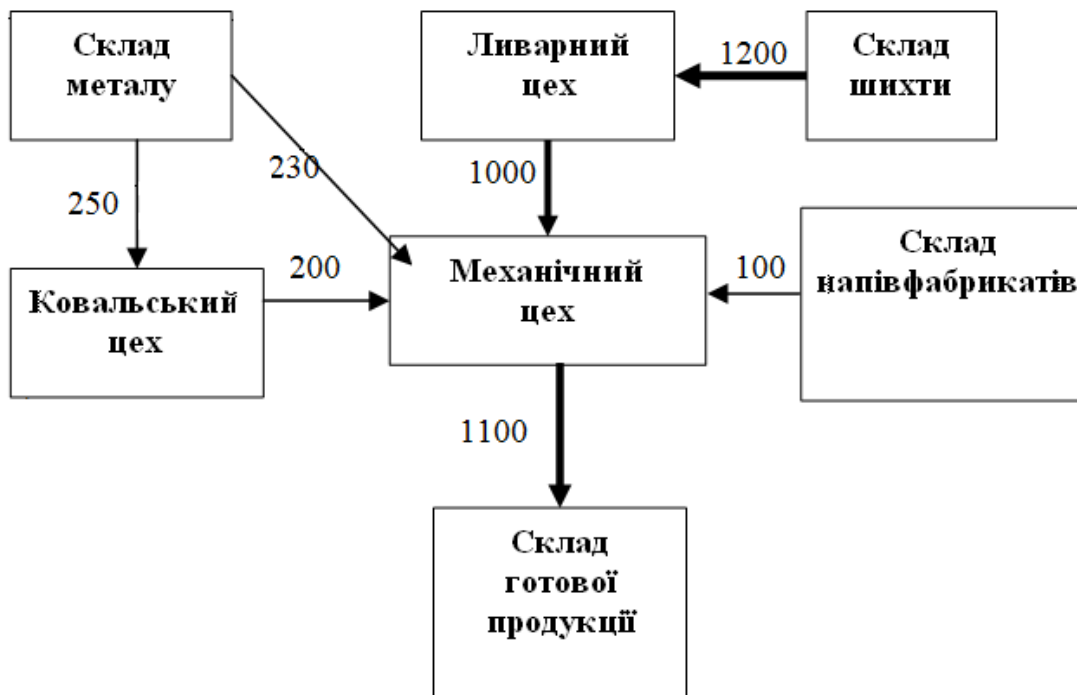 Склад
металу
Ливарний
цех
1200
Склад
шихти
230
1000
250
Склад
напівфабрикатів
Механічний
цех
200
100
Ковальський
цех
1100
Склад
готової
продукції